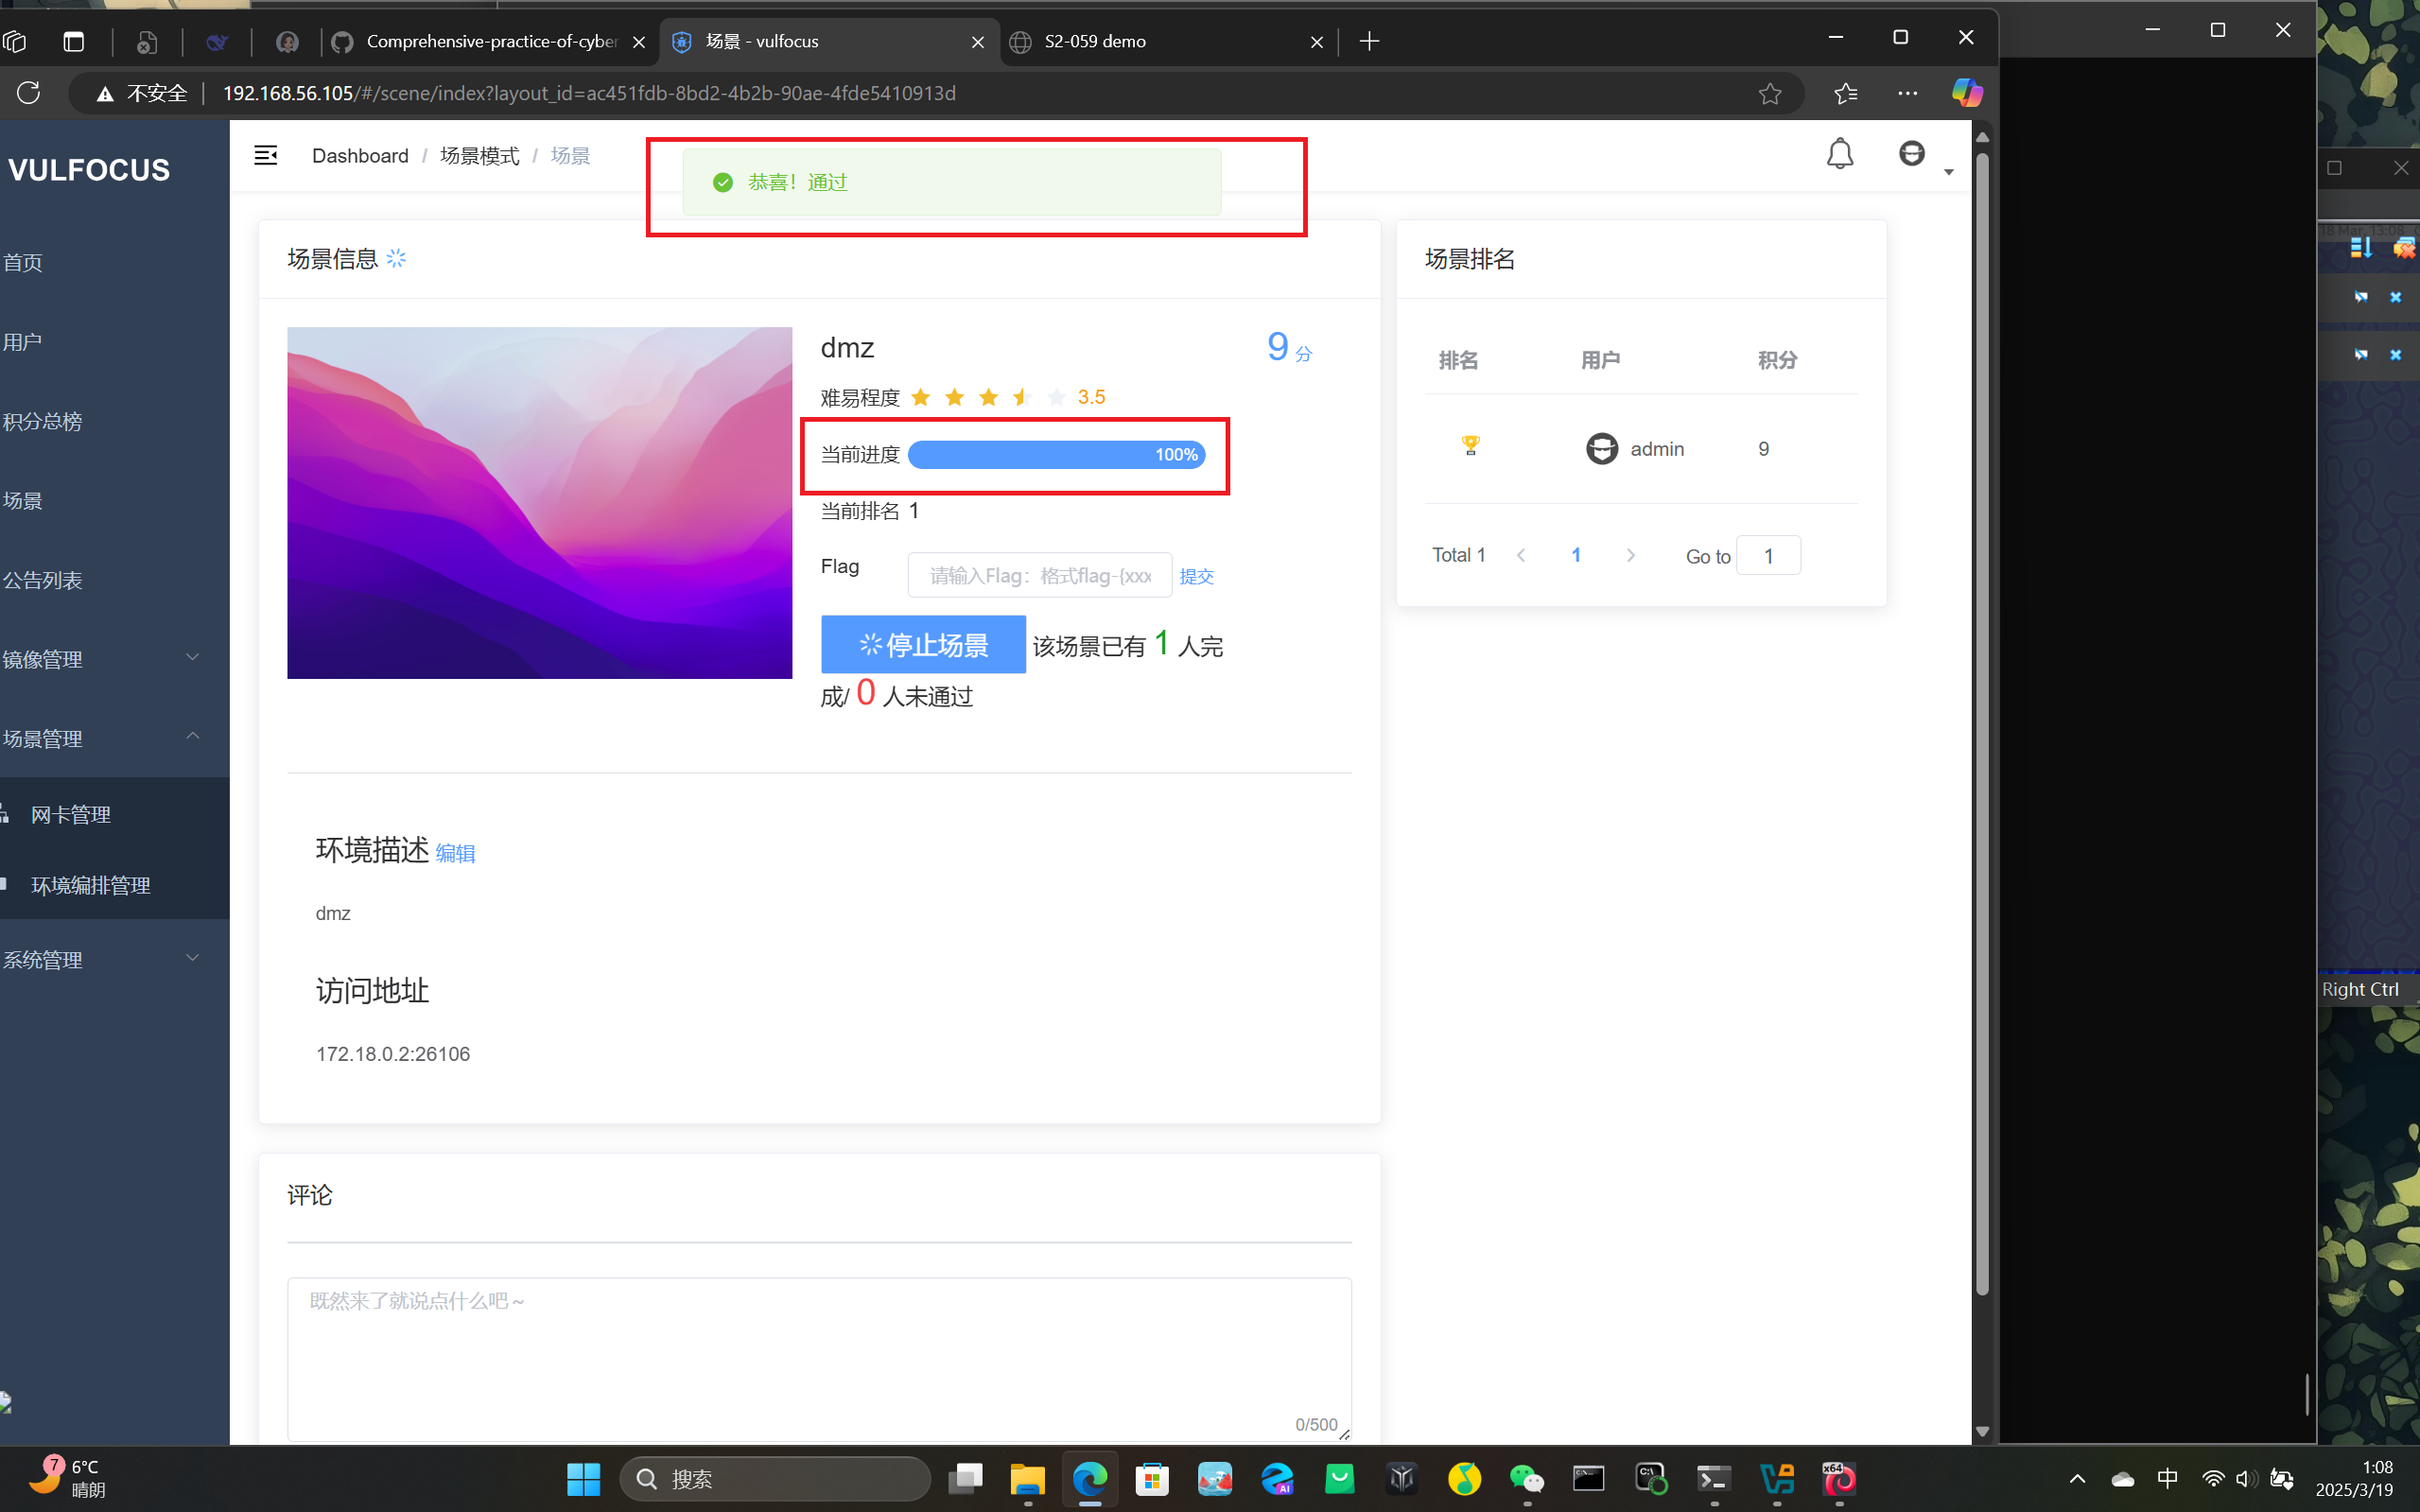 Comprehensive-practice-of-cyber
场景 - vulfocus
S2-059 demo
不安全
192.168.56.105/#/scene/index?layout_id=ac451fdb-8bd2-4b2b-90ae-4fde5410913d
VULFOCUS
Dashboard / 场景模式 / 场景
恭喜！通过
首页
用户
积分总榜
场景
公告列表
镜像管理
场景管理
网卡管理
环境编排管理
系统管理
场景信息
dmz
9 分
难易程度 3.5
当前进度 100%
当前排名 1
Flag 请输入Flag：格式flag-{xxx 提交
停止场景 该场景已有 1 人完
成/ 0 人未通过
环境描述 编辑
dmz
访问地址
172.18.0.2:26106
评论
既然来了就说点什么吧～
0/500
场景排名
排名 用户 积分
admin 9
Total 1 1 Go to 1
18 Mar, 13:08
Right Ctrl
7
6°C
晴朗
搜索
AI
x64
中
1:08
2025/3/19